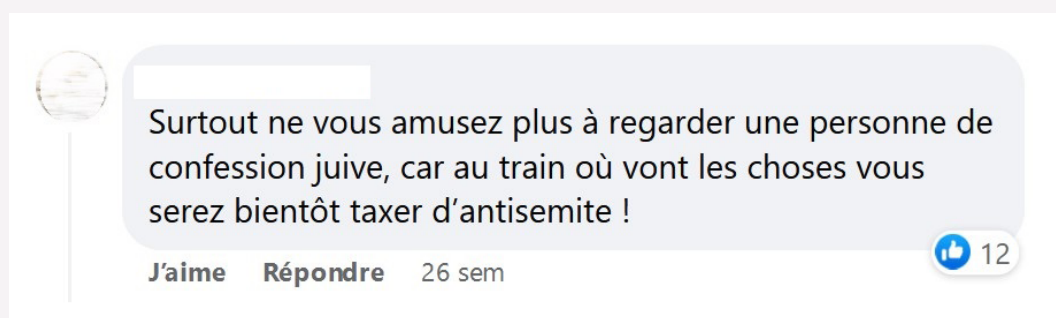 Surtout ne vous amusez plus à regarder une personne de
confession juive, car au train où vont les choses vous
serez bientôt taxer d’antisemite !
12
J’aime Répondre 26 sem